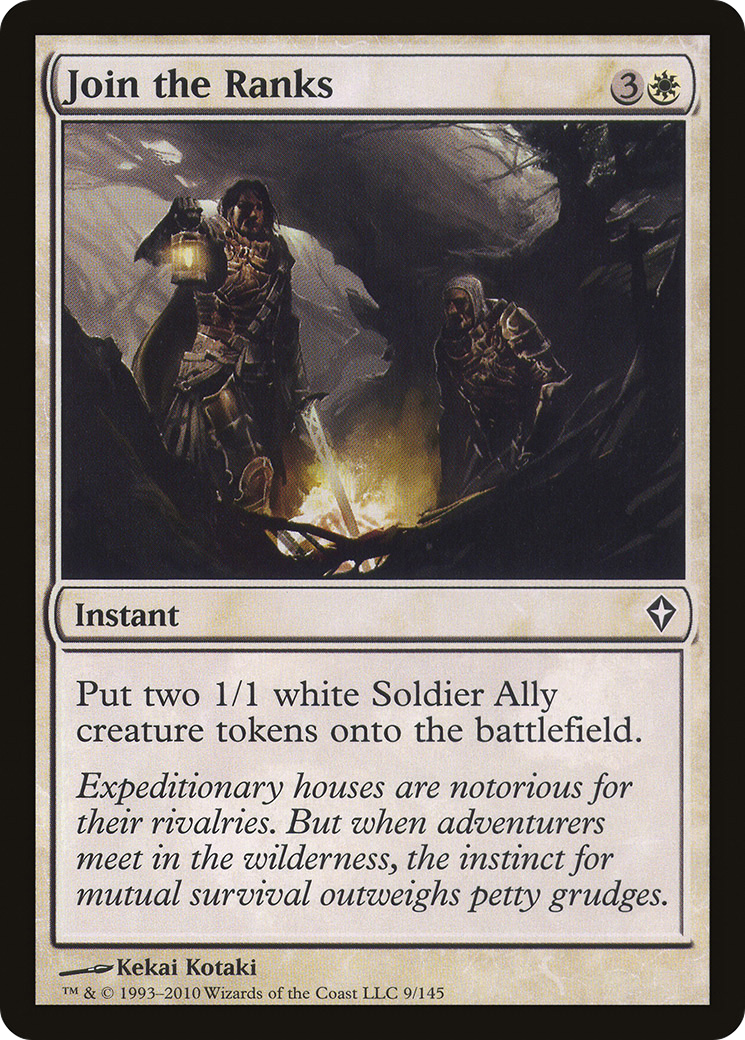 Join the Ranks 3
Instant
Put two 1/1 white Soldier Ally
creature tokens onto the battlefield.
Expeditionary houses are notorious for
their rivalries. But when adventurers
meet in the wilderness, the instinct for
mutual survival outweighs petty grudges.
Kekai Kotaki
™ & © 1993–2010 Wizards of the Coast LLC 9/145